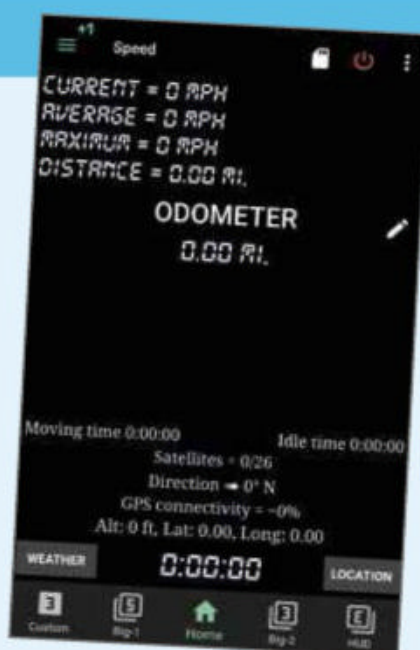 +1
Speed
CURRENT = 0 MPH
AVERAGE = 0 MPH
MAXIMUM = 0 MPH
DISTANCE = 0.00 MI.
ODOMETER
0.00 MI.
Moving time 0:00:00 Idle time 0:00:00
Satellites = 0/26
Direction ➟ 0° N
GPS connectivity = ~0%
Alt: 0 ft, Lat: 0.00, Long: 0.00
WEATHER 0:00:00 LOCATION
3 5 3 E
Custom Big-1 Home Big-2 HUD